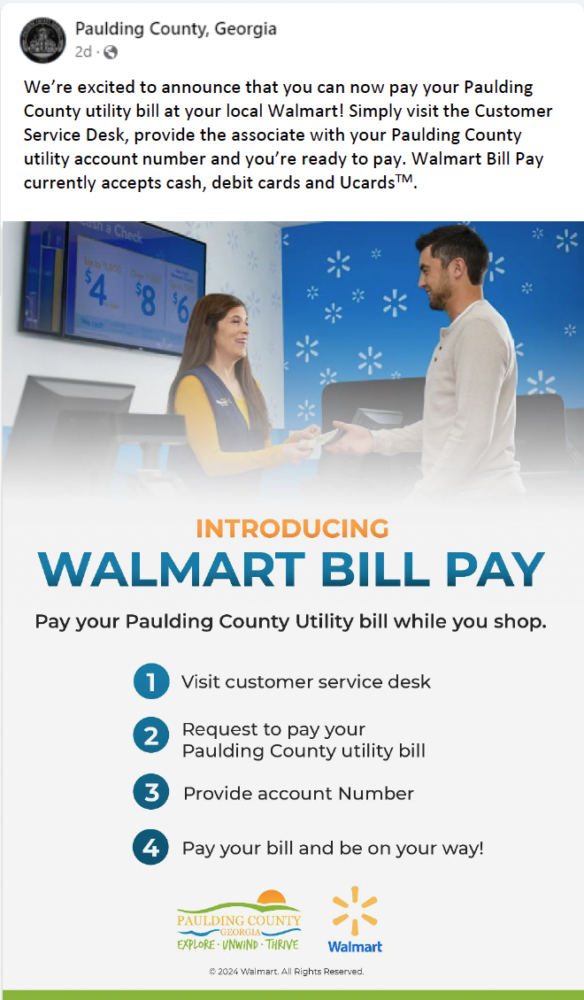 Paulding County, Georgia
2d ·
We’re excited to announce that you can now pay your Paulding
County utility bill at your local Walmart! Simply visit the Customer
Service Desk, provide the associate with your Paulding County
utility account number and you’re ready to pay. Walmart Bill Pay
currently accepts cash, debit cards and Ucards™.
Cash a Check
$4 $8 $6
INTRODUCING
WALMART BILL PAY
Pay your Paulding County Utility bill while you shop.
1 Visit customer service desk
2 Request to pay your
Paulding County utility bill
3 Provide account Number
4 Pay your bill and be on your way!
PAULDING COUNTY
GEORGIA
EXPLORE · UNWIND · THRIVE
Walmart
© 2024 Walmart. All Rights Reserved.